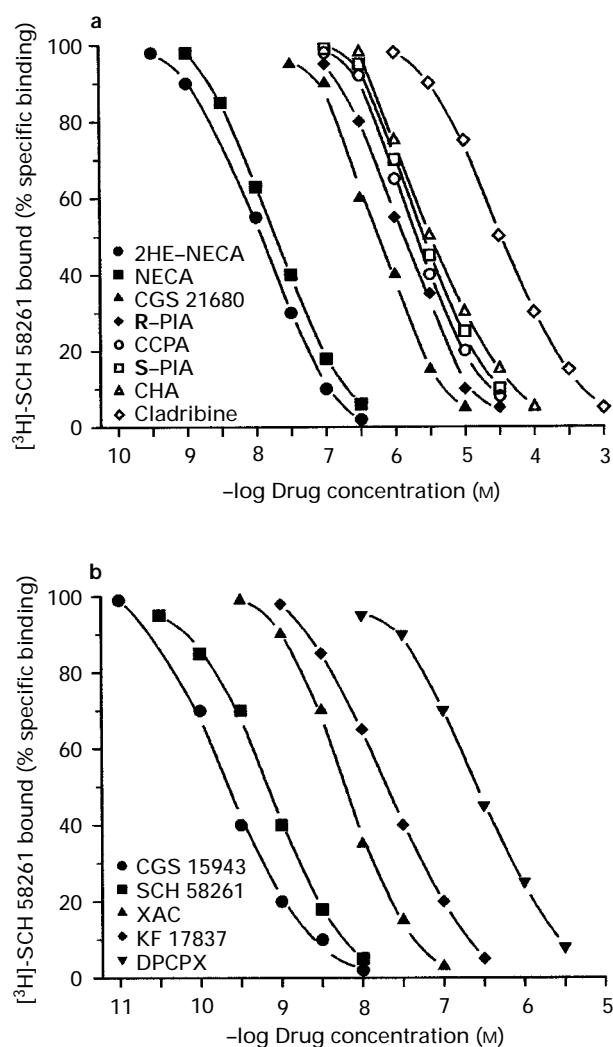 a
[³H]-SCH 58261 bound (% specific binding)
100
80
60
40
20
0
2HE–NECA
NECA
CGS 21680
R–PIA
CCPA
S–PIA
CHA
Cladribine
10 9 8 7 6 5 4 3
–log Drug concentration (M)
b
[³H]-SCH 58261 bound (% specific binding)
100
80
60
40
20
0
CGS 15943
SCH 58261
XAC
KF 17837
DPCPX
11 10 9 8 7 6 5
–log Drug concentration (M)